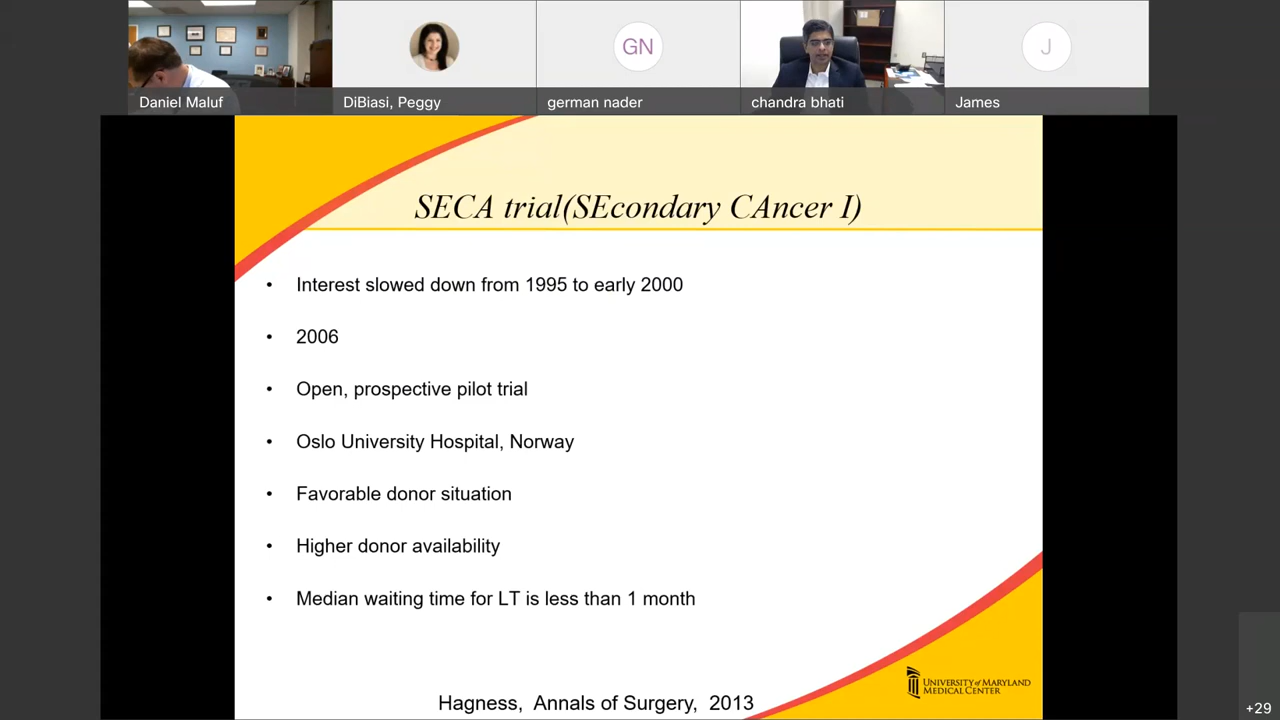 GN
J
Daniel Maluf
DiBiasi, Peggy
german nader
chandra bhati
James
SECA trial(SEcondary CAncer I)
• Interest slowed down from 1995 to early 2000
• 2006
• Open, prospective pilot trial
• Oslo University Hospital, Norway
• Favorable donor situation
• Higher donor availability
• Median waiting time for LT is less than 1 month
UNIVERSITY of MARYLAND
MEDICAL CENTER
Hagness, Annals of Surgery, 2013
+29